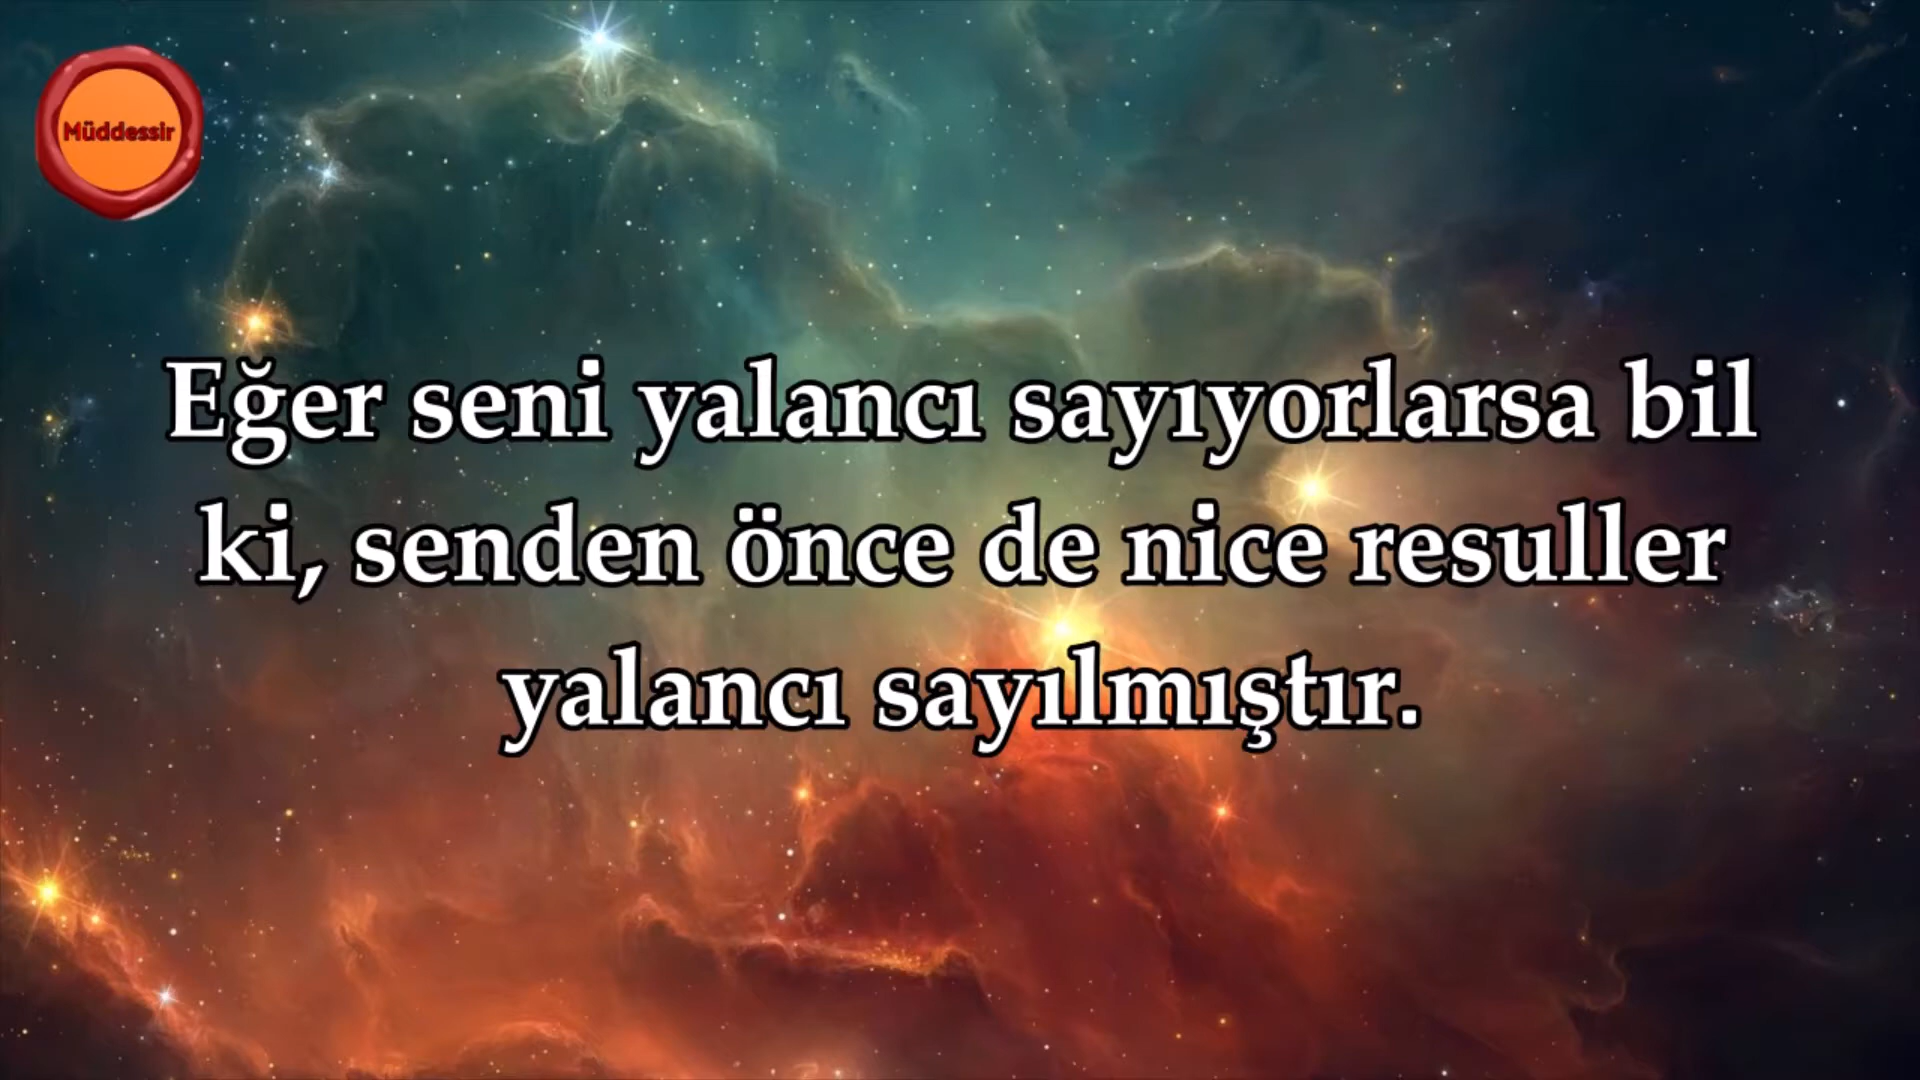 Müddessir
Eğer seni yalancı sayıyorlarsa bil
ki, senden önce de nice resuller
yalancı sayılmıştır.